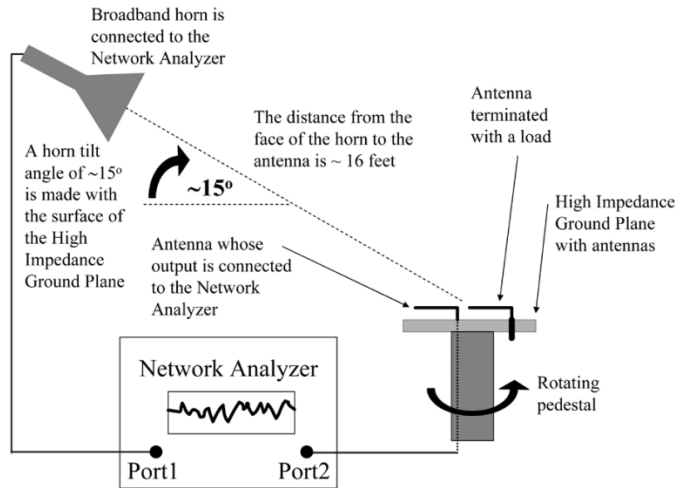 Broadband horn is
connected to the
Network Analyzer
The distance from the
face of the horn to the
antenna is ~ 16 feet
Antenna
terminated
with a load
A horn tilt
angle of ~15º
is made with
the surface of
the High
Impedance
Ground Plane
~15º
High Impedance
Ground Plane
with antennas
Antenna whose
output is connected
to the Network
Analyzer
Network Analyzer
Port1
Port2
Rotating
pedestal